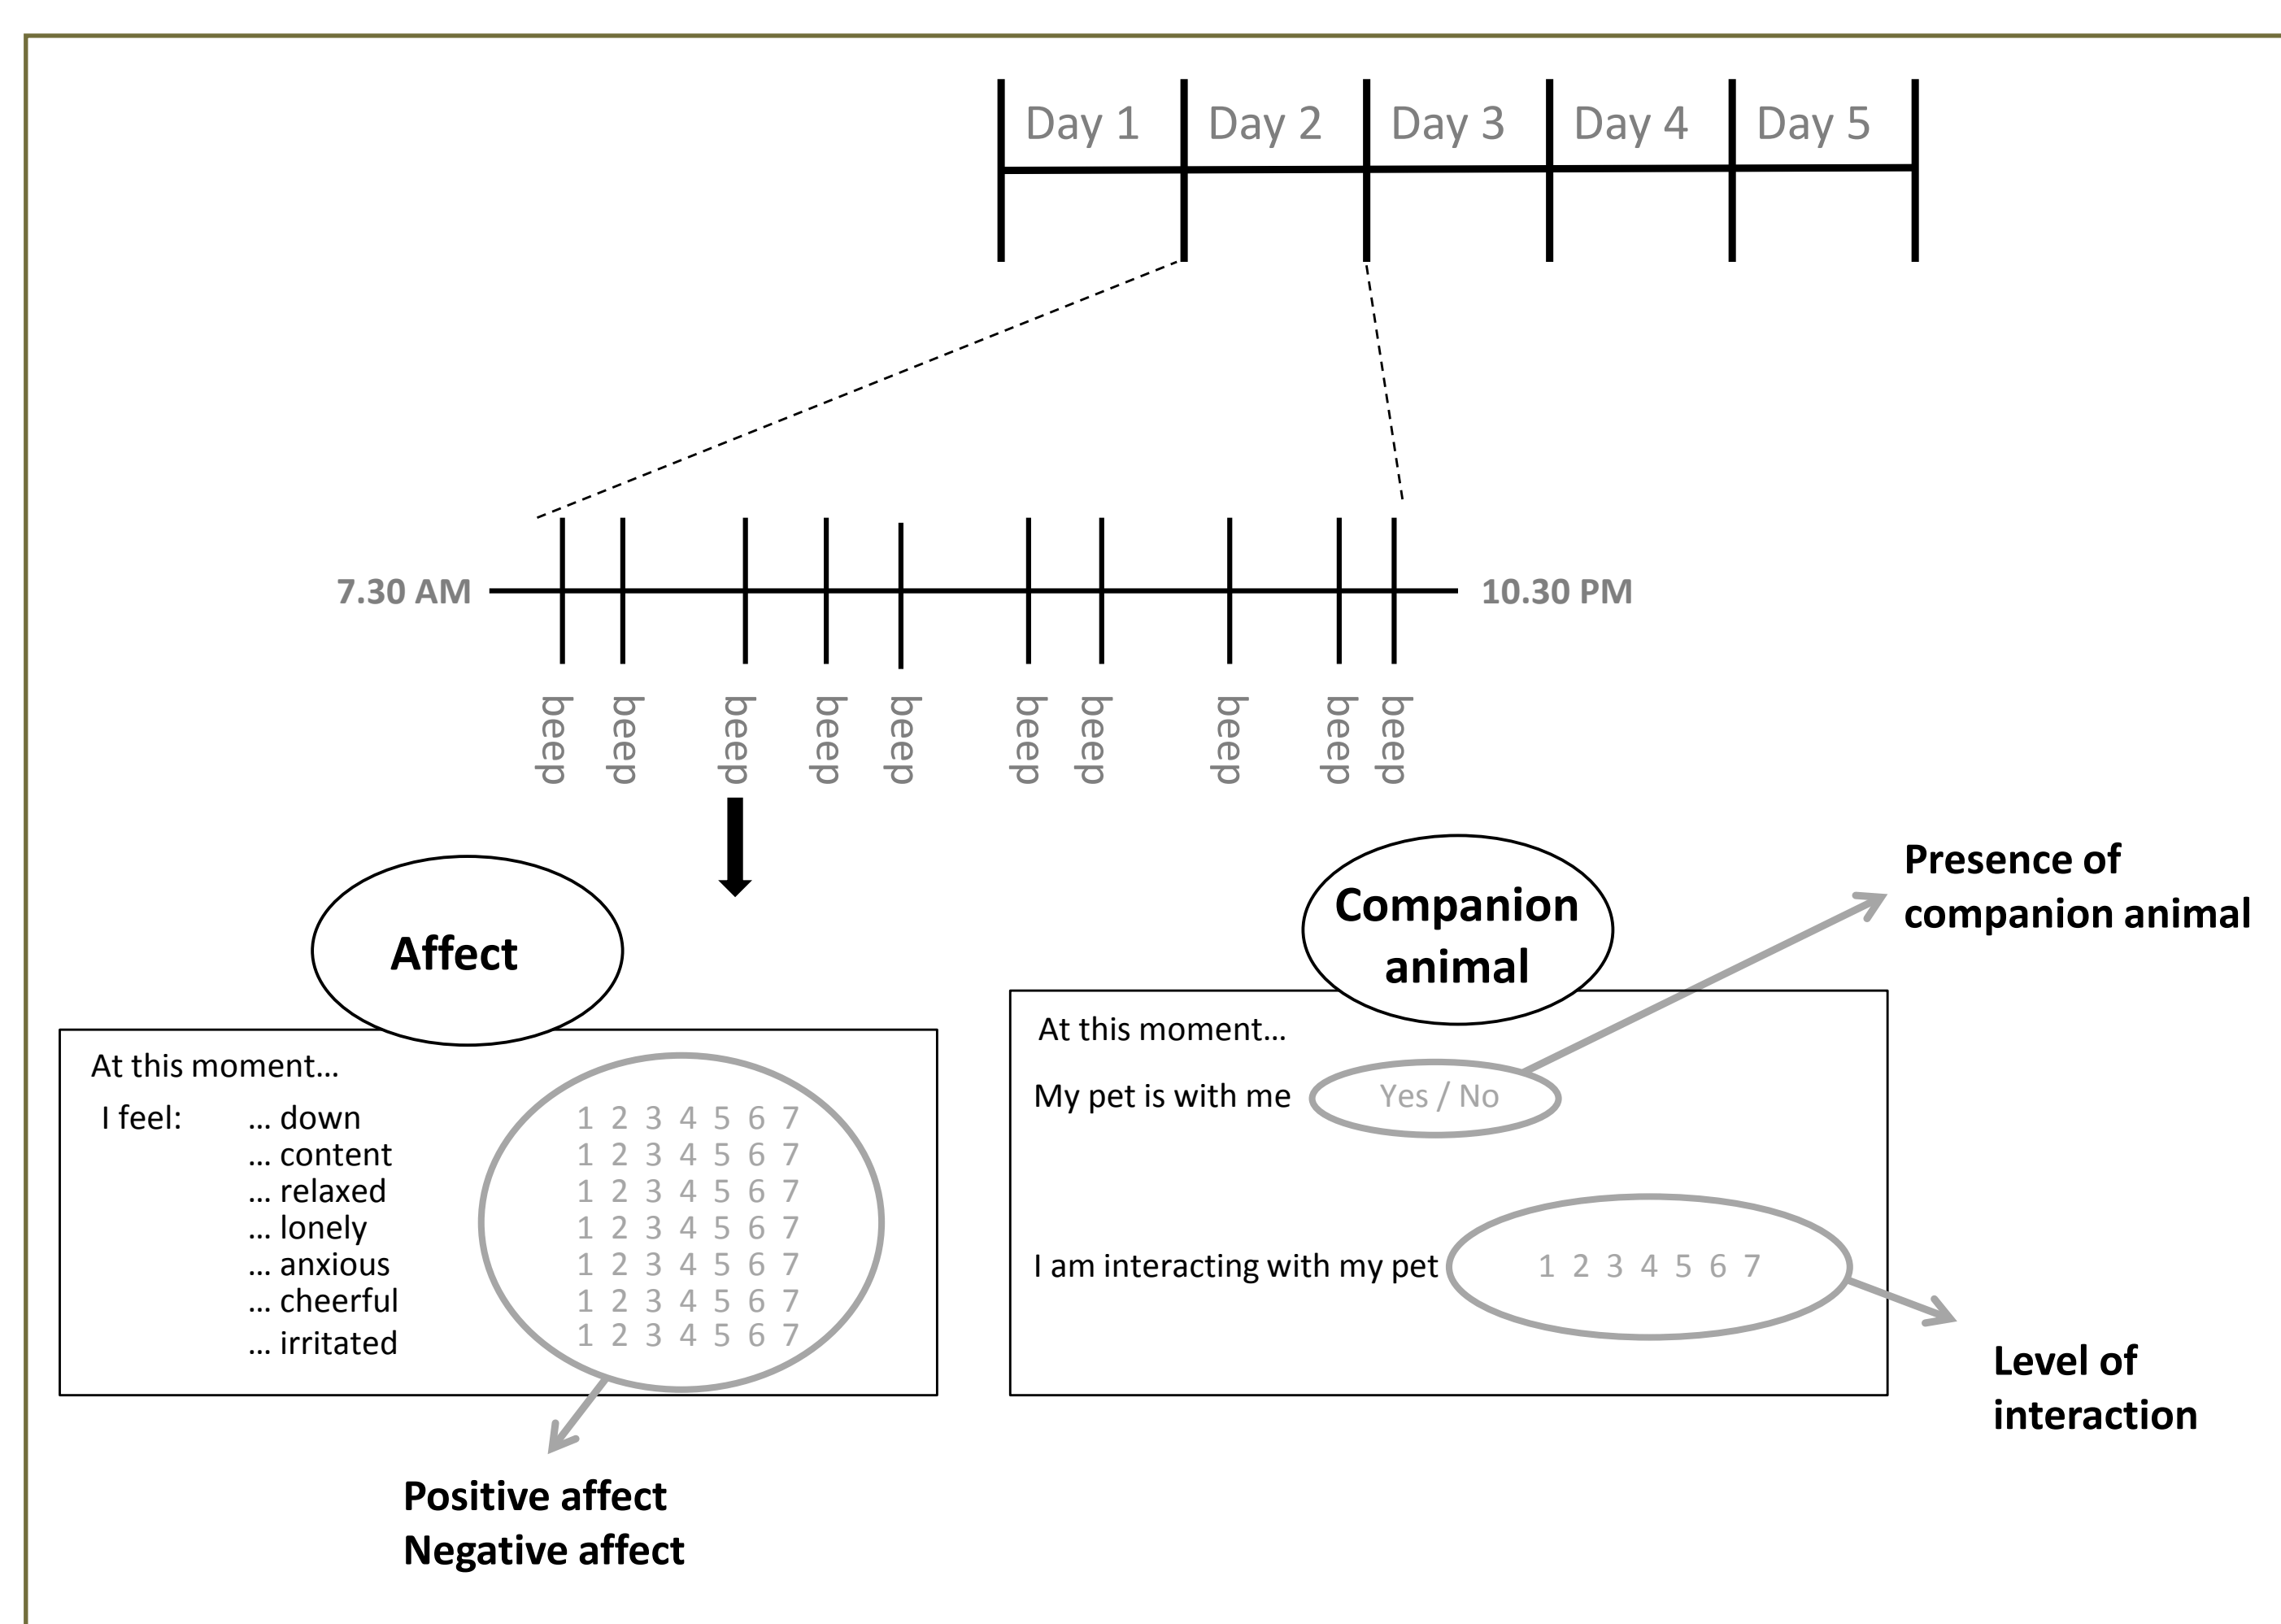 Day 1 Day 2 Day 3 Day 4 Day 5
7.30 AM 10.30 PM
beep beep beep beep beep beep beep beep beep beep
Affect
At this moment...
I feel: ... down 1 2 3 4 5 6 7
... content 1 2 3 4 5 6 7
... relaxed 1 2 3 4 5 6 7
... lonely 1 2 3 4 5 6 7
... anxious 1 2 3 4 5 6 7
... cheerful 1 2 3 4 5 6 7
... irritated 1 2 3 4 5 6 7
Positive affect
Negative affect
Companion
animal
At this moment...
My pet is with me Yes / No
I am interacting with my pet 1 2 3 4 5 6 7
Presence of
companion animal
Level of
interaction